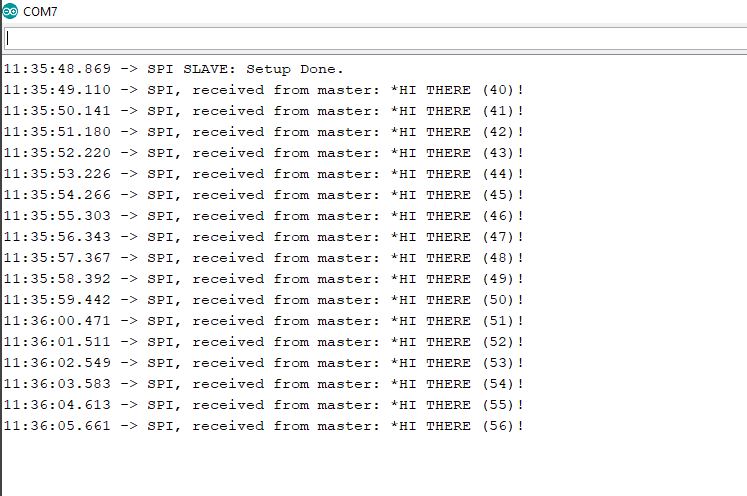 COM7
11:35:48.869 -> SPI SLAVE: Setup Done.
11:35:49.110 -> SPI, received from master: *HI THERE (40)!
11:35:50.141 -> SPI, received from master: *HI THERE (41)!
11:35:51.180 -> SPI, received from master: *HI THERE (42)!
11:35:52.220 -> SPI, received from master: *HI THERE (43)!
11:35:53.226 -> SPI, received from master: *HI THERE (44)!
11:35:54.266 -> SPI, received from master: *HI THERE (45)!
11:35:55.303 -> SPI, received from master: *HI THERE (46)!
11:35:56.343 -> SPI, received from master: *HI THERE (47)!
11:35:57.367 -> SPI, received from master: *HI THERE (48)!
11:35:58.392 -> SPI, received from master: *HI THERE (49)!
11:35:59.442 -> SPI, received from master: *HI THERE (50)!
11:36:00.471 -> SPI, received from master: *HI THERE (51)!
11:36:01.511 -> SPI, received from master: *HI THERE (52)!
11:36:02.549 -> SPI, received from master: *HI THERE (53)!
11:36:03.583 -> SPI, received from master: *HI THERE (54)!
11:36:04.613 -> SPI, received from master: *HI THERE (55)!
11:36:05.661 -> SPI, received from master: *HI THERE (56)!